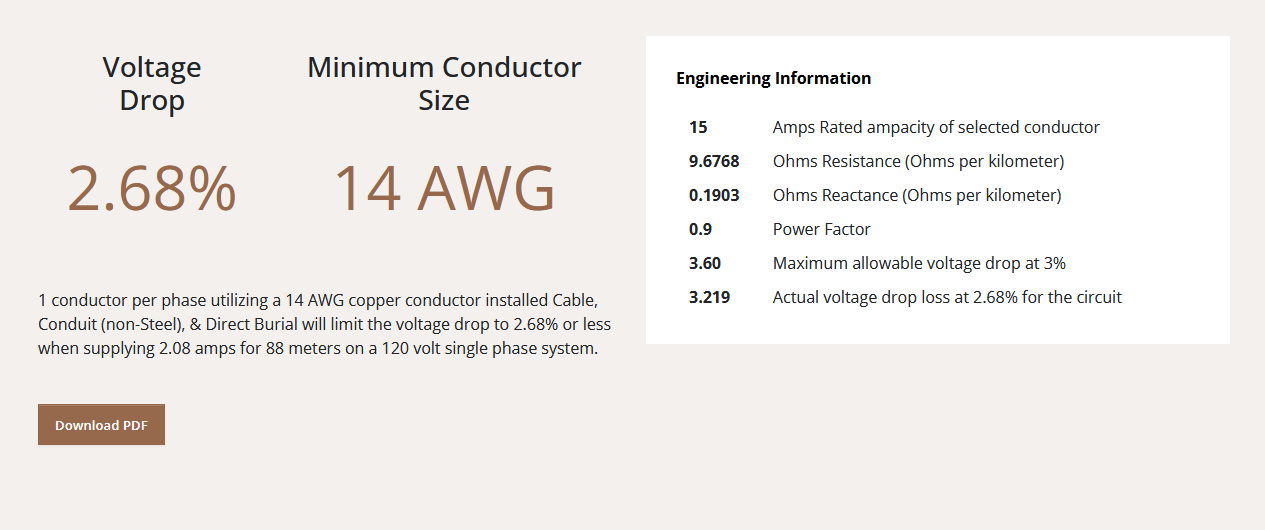 Voltage
Drop
Minimum Conductor
Size
2.68%
14 AWG
1 conductor per phase utilizing a 14 AWG copper conductor installed Cable,
Conduit (non-Steel), & Direct Burial will limit the voltage drop to 2.68% or less
when supplying 2.08 amps for 88 meters on a 120 volt single phase system.
Download PDF
Engineering Information
15 Amps Rated ampacity of selected conductor
9.6768 Ohms Resistance (Ohms per kilometer)
0.1903 Ohms Reactance (Ohms per kilometer)
0.9 Power Factor
3.60 Maximum allowable voltage drop at 3%
3.219 Actual voltage drop loss at 2.68% for the circuit